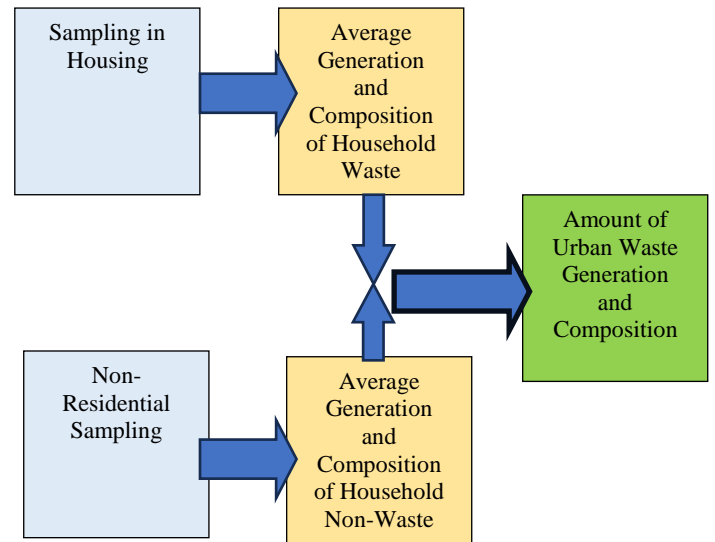 Sampling in
Housing
Average
Generation
and
Composition
of Household
Waste
Amount of
Urban Waste
Generation
and
Composition
Non-
Residential
Sampling
Average
Generation
and
Composition
of Household
Non-Waste